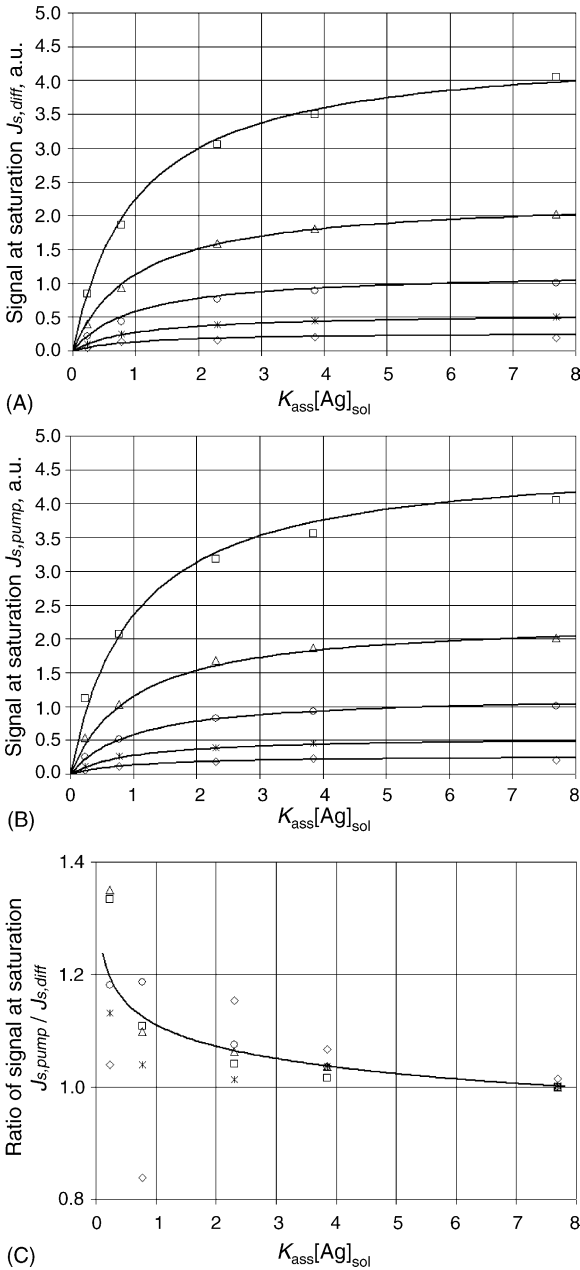 5.0
4.5
4.0
3.5
3.0
2.5
2.0
1.5
1.0
0.5
0.0
Signal at saturation Js,diff, a.u.
0 1 2 3 4 5 6 7 8
Kass[Ag]sol
(A)
5.0
4.5
4.0
3.5
3.0
2.5
2.0
1.5
1.0
0.5
0.0
Signal at saturation Js,pump, a.u.
0 1 2 3 4 5 6 7 8
Kass[Ag]sol
(B)
1.4
1.2
1.0
0.8
Ratio of signal at saturation
Js,pump / Js,diff
0 1 2 3 4 5 6 7 8
Kass[Ag]sol
(C)